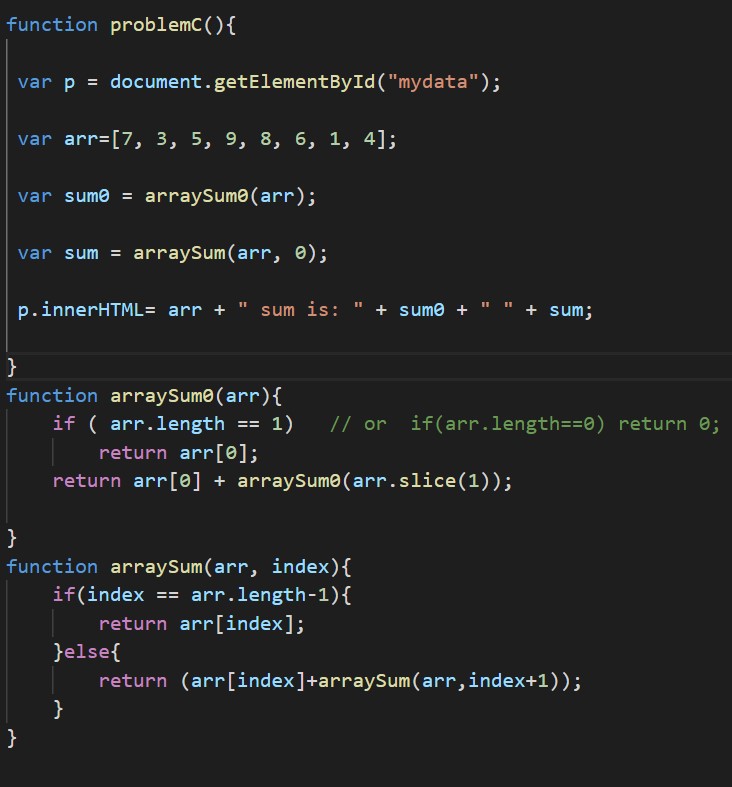 function problemC(){
var p = document.getElementById("mydata");
var arr=[7, 3, 5, 9, 8, 6, 1, 4];
var sum0 = arraySum0(arr);
var sum = arraySum(arr, 0);
p.innerHTML= arr + " sum is: " + sum0 + " " + sum;
}
function arraySum0(arr){
    if ( arr.length == 1)   // or  if(arr.length==0) return 0;
        return arr[0];
    return arr[0] + arraySum0(arr.slice(1));
}
function arraySum(arr, index){
    if(index == arr.length-1){
        return arr[index];
    }else{
        return (arr[index]+arraySum(arr,index+1));
    }
}